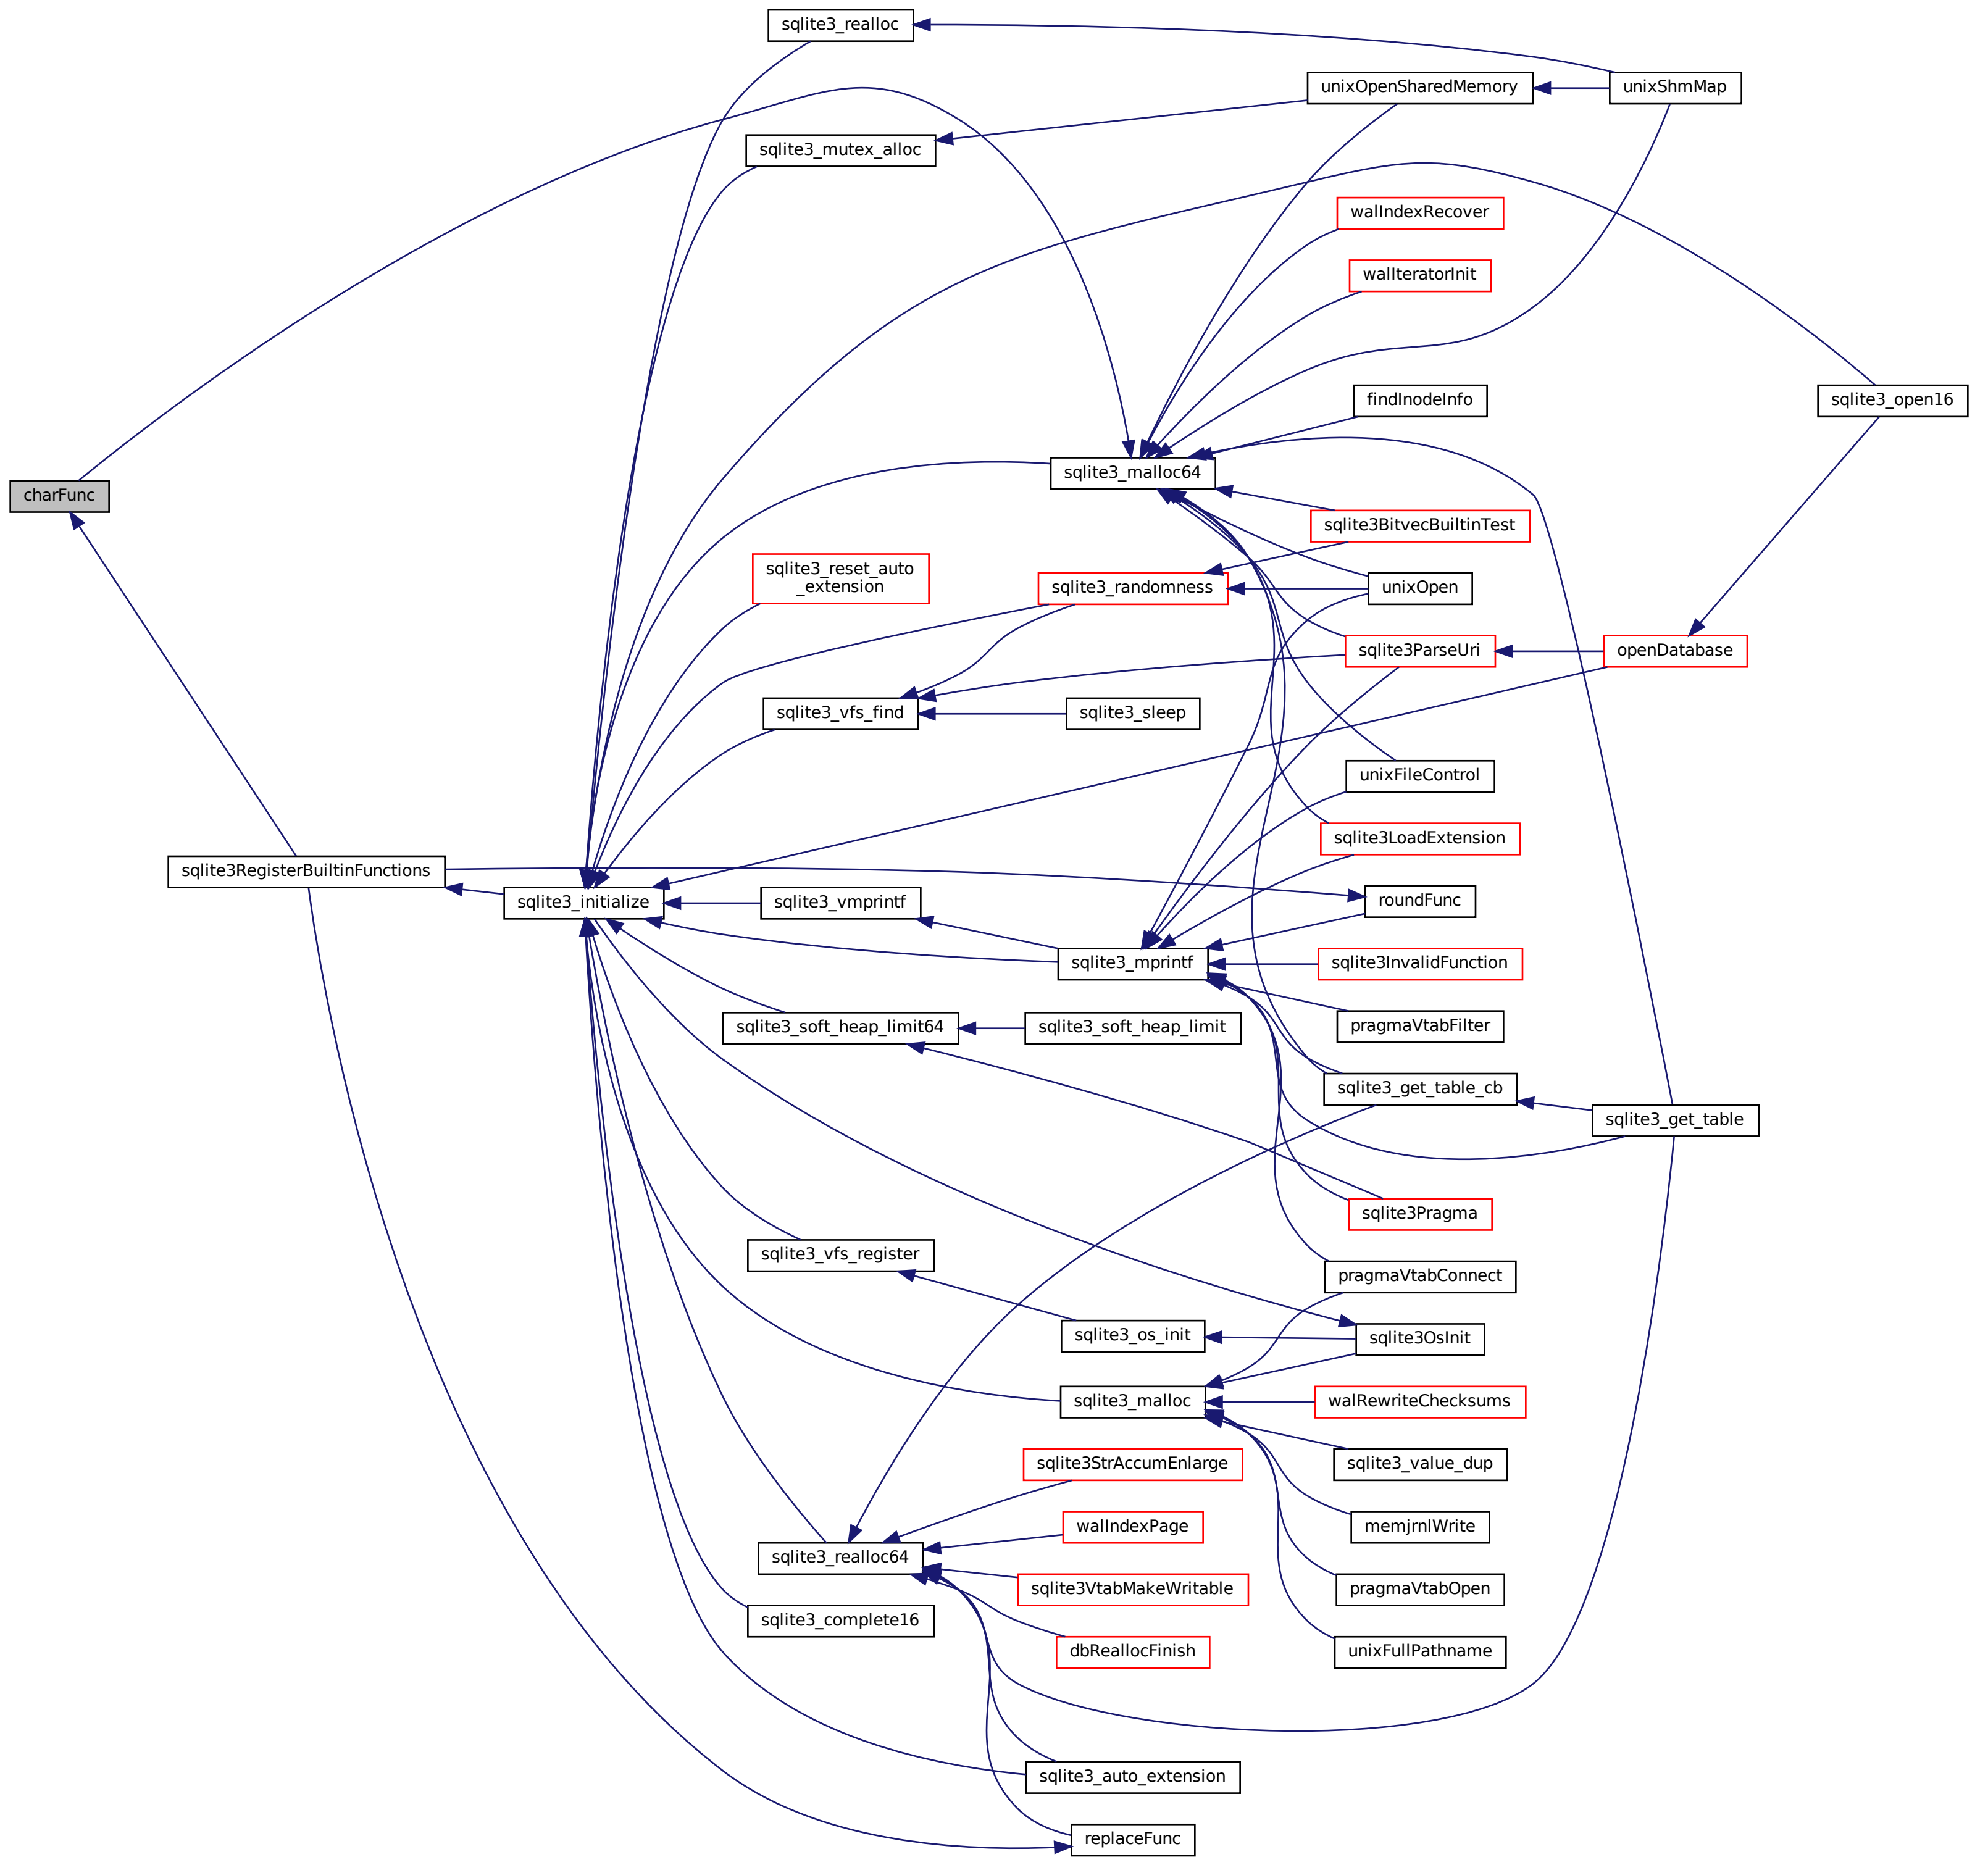 sqlite3_realloc
unixOpenSharedMemory
unixShmMap
sqlite3_mutex_alloc
walIndexRecover
walIteratorInit
findInodeInfo
sqlite3_open16
sqlite3_malloc64
charFunc
sqlite3BitvecBuiltinTest
sqlite3_reset_auto
_extension
sqlite3_randomness
unixOpen
sqlite3ParseUri
openDatabase
sqlite3_vfs_find
sqlite3_sleep
unixFileControl
sqlite3LoadExtension
sqlite3RegisterBuiltinFunctions
sqlite3_initialize
sqlite3_vmprintf
roundFunc
sqlite3_mprintf
sqlite3InvalidFunction
sqlite3_soft_heap_limit64
sqlite3_soft_heap_limit
pragmaVtabFilter
sqlite3_get_table_cb
sqlite3_get_table
sqlite3Pragma
sqlite3_vfs_register
pragmaVtabConnect
sqlite3_os_init
sqlite3OsInit
sqlite3_malloc
walRewriteChecksums
sqlite3StrAccumEnlarge
sqlite3_value_dup
walIndexPage
memjrnlWrite
sqlite3_realloc64
sqlite3VtabMakeWritable
pragmaVtabOpen
sqlite3_complete16
dbReallocFinish
unixFullPathname
sqlite3_auto_extension
replaceFunc